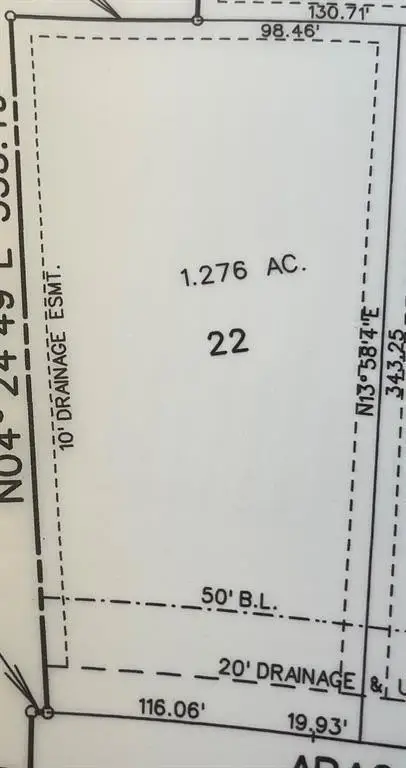 130.71'
98.46'
1.276 AC.
22
10' DRAINAGE ESMT.
N04° 24' 49" E
N13° 58'4"E
343.25
50' B.L.
20' DRAINAGE &
116.06'
19.93'